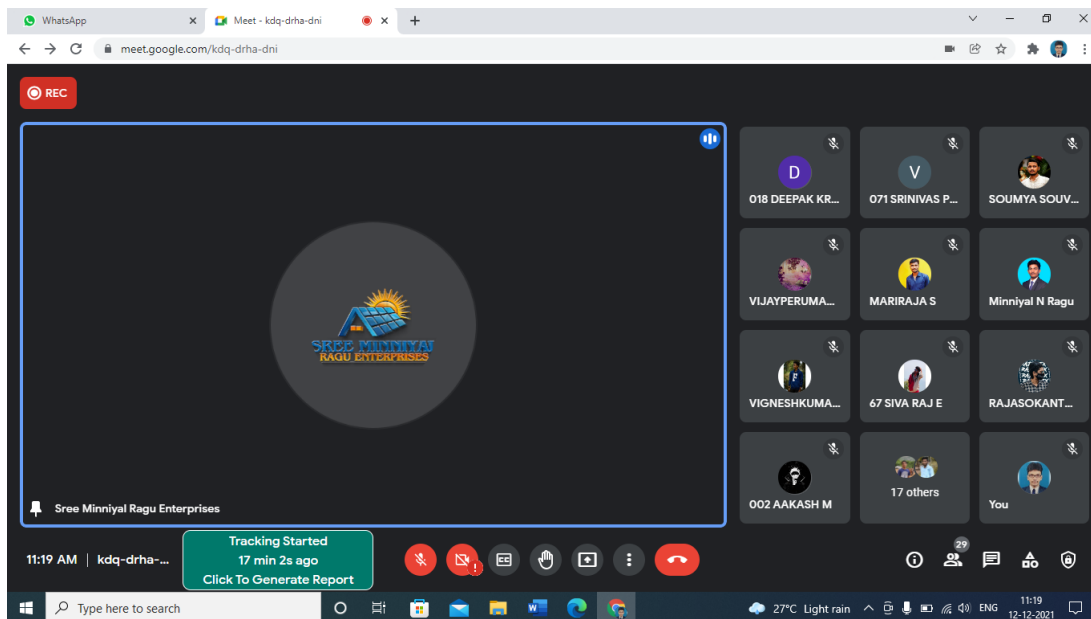 WhatsApp
Meet - kdq-drha-dni
meet.google.com/kdq-drha-dni
REC
SREE MINNIYAL
RAGU ENTERPRISES
Sree Minniyal Ragu Enterprises
D
018 DEEPAK KR...
V
071 SRINIVAS P...
SOUMYA SOUV...
VIJAYPERUMA...
MARIRAJA S
Minniyal N Ragu
VIGNESHKUMA...
67 SIVA RAJ E
RAJASOKANT...
002 AAKASH M
17 others
You
11:19 AM | kdq-drha-...
Tracking Started
17 min 2s ago
Click To Generate Report
CC
29
Type here to search
27°C Light rain
ENG
11:19
12-12-2021